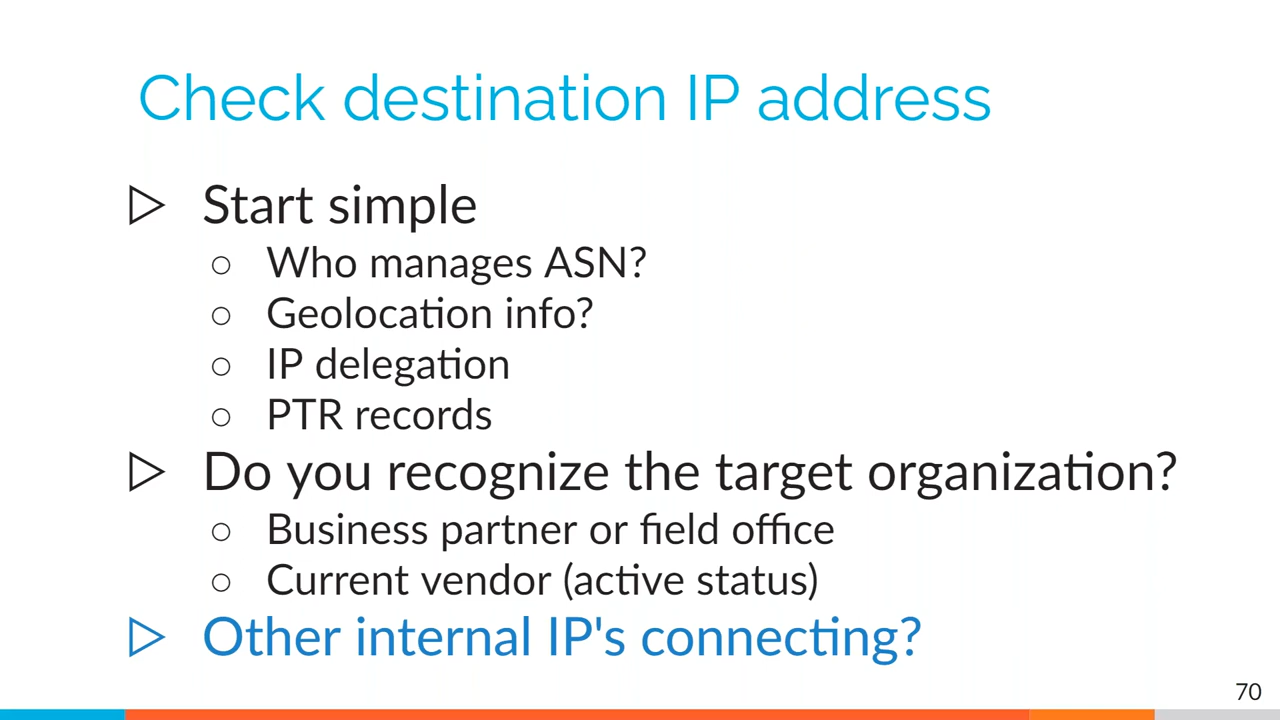 Check destination IP address
▷ Start simple
○ Who manages ASN?
○ Geolocation info?
○ IP delegation
○ PTR records
▷ Do you recognize the target organization?
○ Business partner or field office
○ Current vendor (active status)
▷ Other internal IP's connecting?
70